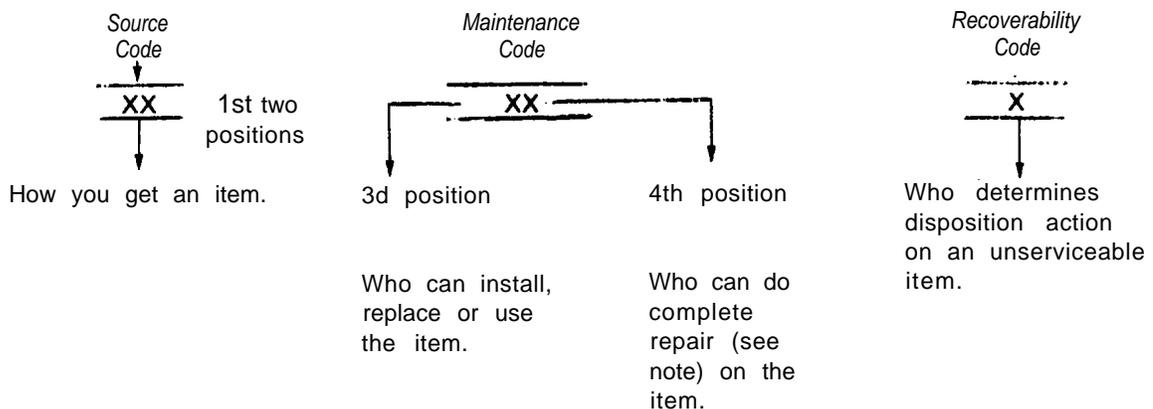 Source
Code
XX
1st two
positions
How you get an item.
Maintenance
Code
XX
3d position
Who can install,
replace or use
the item.
4th position
Who can do
complete
repair (see
note) on the
item.
Recoverability
Code
X
Who determines
disposition action
on an unserviceable
item.